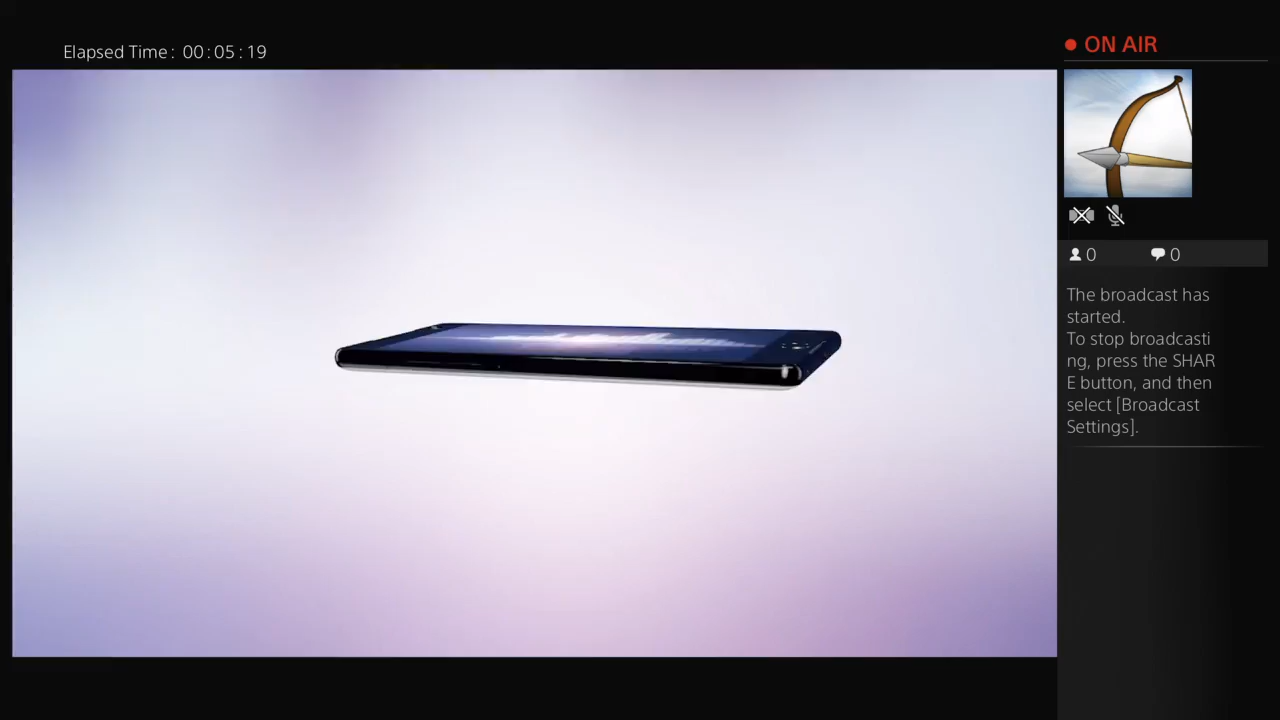 Elapsed Time: 00:05:19
ON AIR
0 0
The broadcast has
started.
To stop broadcasti
ng, press the SHAR
E button, and then
select [Broadcast
Settings].